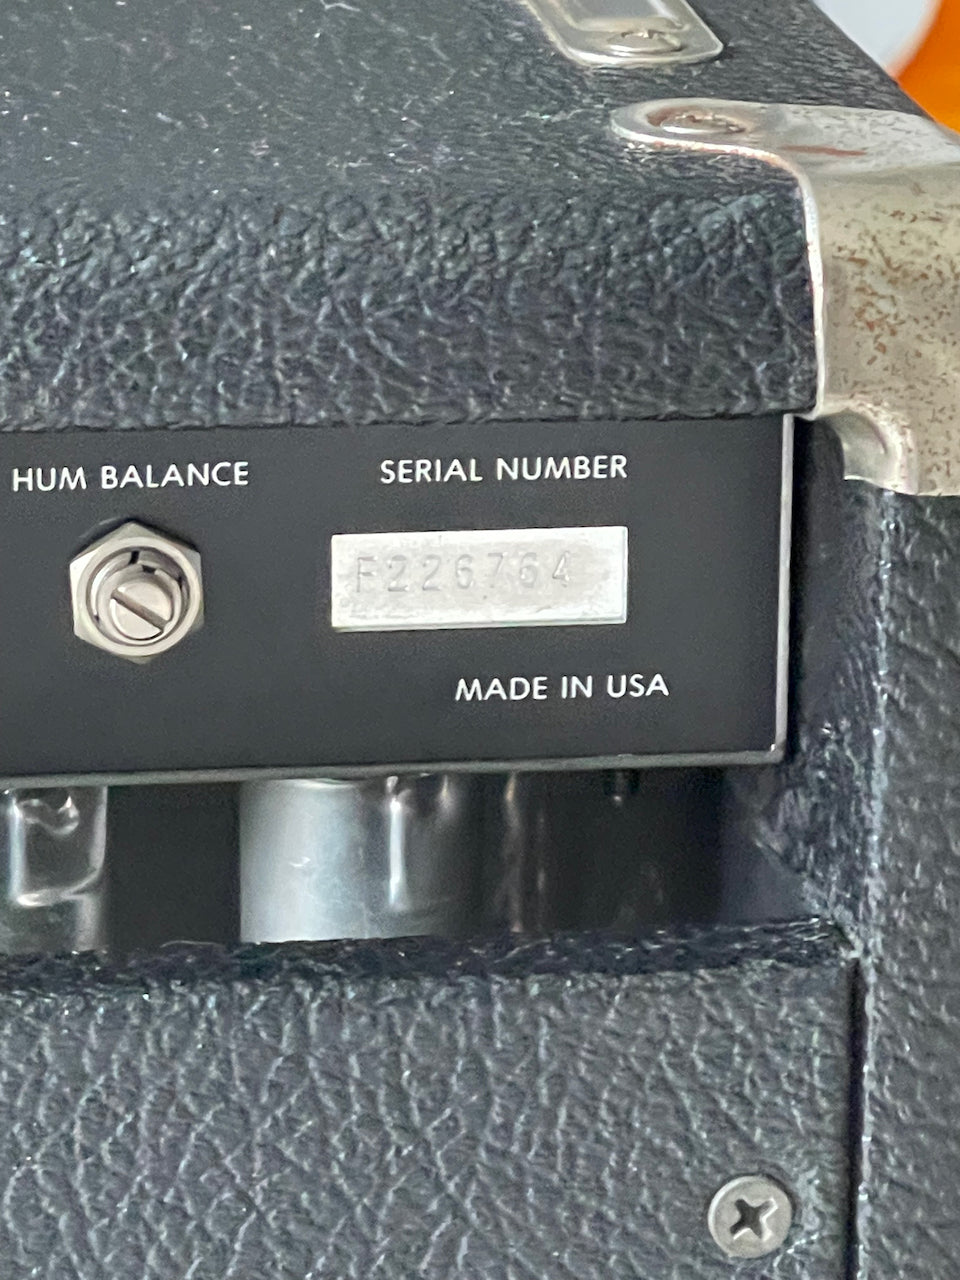 HUM BALANCE
SERIAL NUMBER
F226764
MADE IN USA